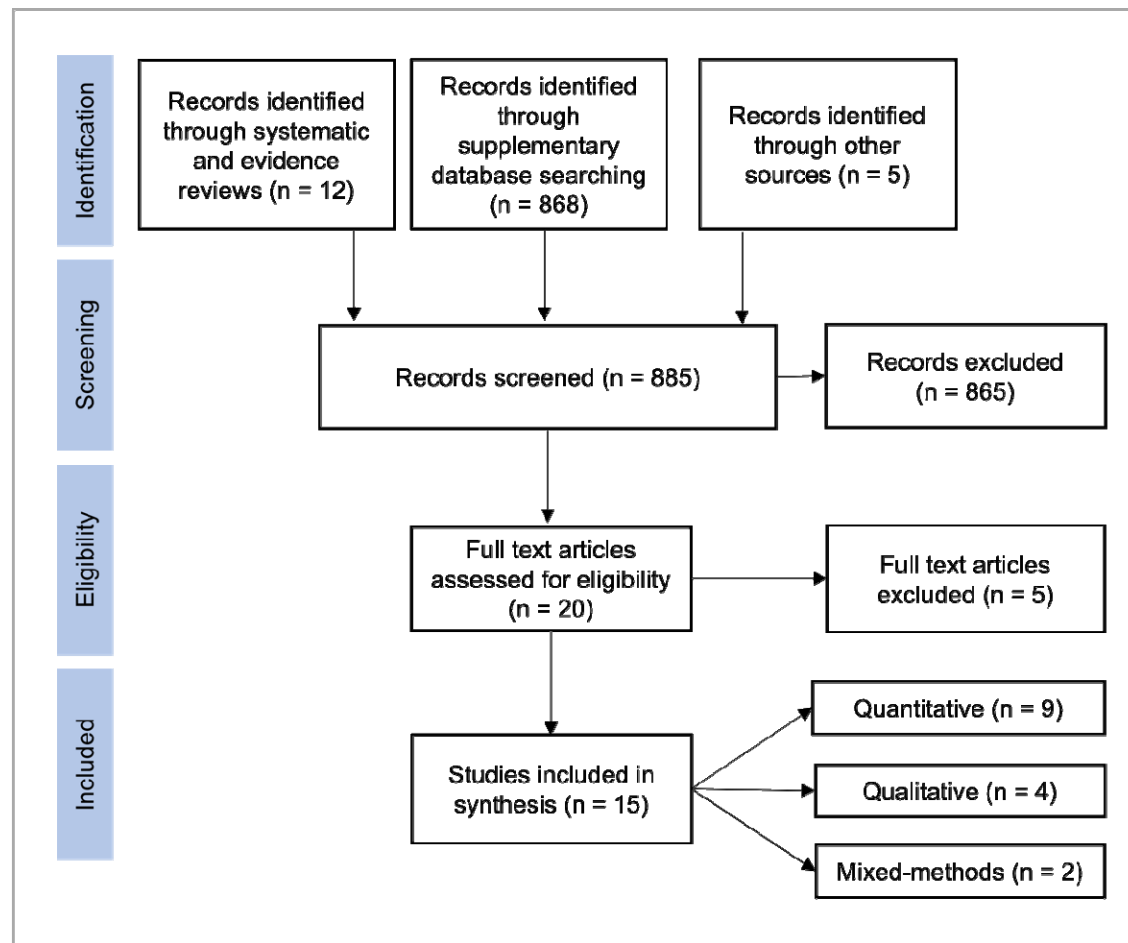 Identification
Records identified
through systematic
and evidence
reviews (n = 12)
Records identified
through
supplementary
database searching
(n = 868)
Records identified
through other
sources (n = 5)
Screening
Records screened (n = 885)
Records excluded
(n = 865)
Eligibility
Full text articles
assessed for eligibility
(n = 20)
Full text articles
excluded (n = 5)
Included
Studies included in
synthesis (n = 15)
Quantitative (n = 9)
Qualitative (n = 4)
Mixed-methods (n = 2)